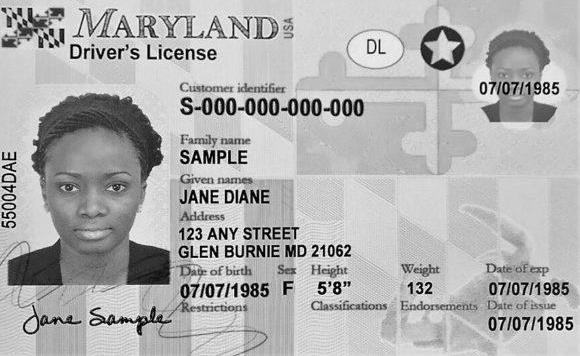 MARYLAND USA
Driver's License
DL
07/07/1985
Customer identifier
S-000-000-000-000
Family name
SAMPLE
Given names
JANE DIANE
Address
123 ANY STREET
GLEN BURNIE MD 21062
Date of birth Sex Height Weight Date of exp
07/07/1985 F 5'8" 132 07/07/1985
Restrictions Classifications Endorsements Date of issue
07/07/1985
55004DAE
Jane Sample